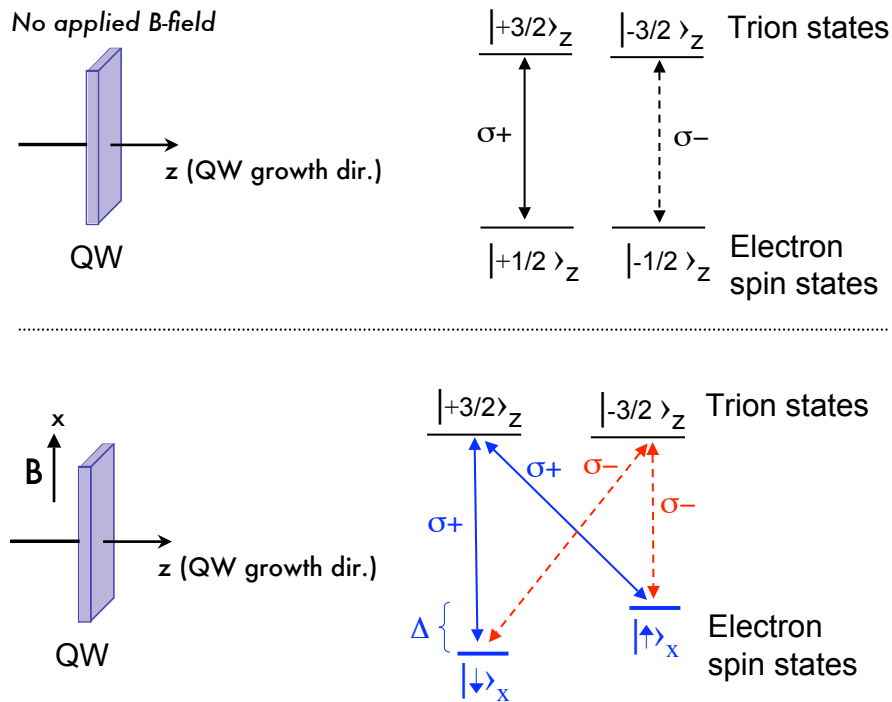 No applied B-field
|+3/2⟩z |-3/2 ⟩z Trion states
σ+ σ−
z (QW growth dir.)
QW
|+1/2 ⟩z |-1/2 ⟩z Electron
spin states
|+3/2⟩z |-3/2 ⟩z Trion states
x
B
σ+ σ−
σ+ σ−
z (QW growth dir.)
Δ {
QW
|↓⟩x |↑⟩x Electron
spin states